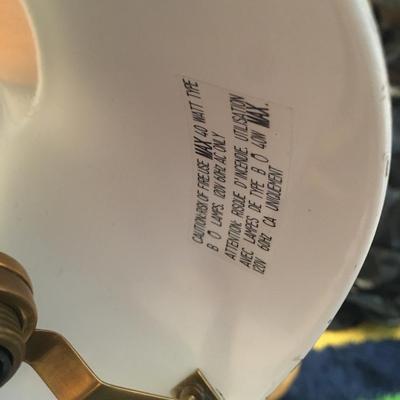 CAUTION:RISK OF FIRE.USE MAX 40 WATT TYPE
B O LAMPS. 120V 60HZ AC ONLY
ATTENTION: RISQUE D'INCENDIE. UTILISATION
AVEC LAMPES DE TYPE B O 40W MAX.
120V 60HZ CA UNIQUEMENT